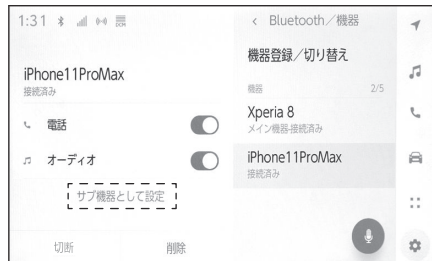 1:31
iPhone11ProMax
接続済み
電話
オーディオ
サブ機器として設定
切断
削除
Bluetooth/機器
機器登録/切り替え
機器 2/5
Xperia 8
メイン機器-接続済み
iPhone11ProMax
接続済み